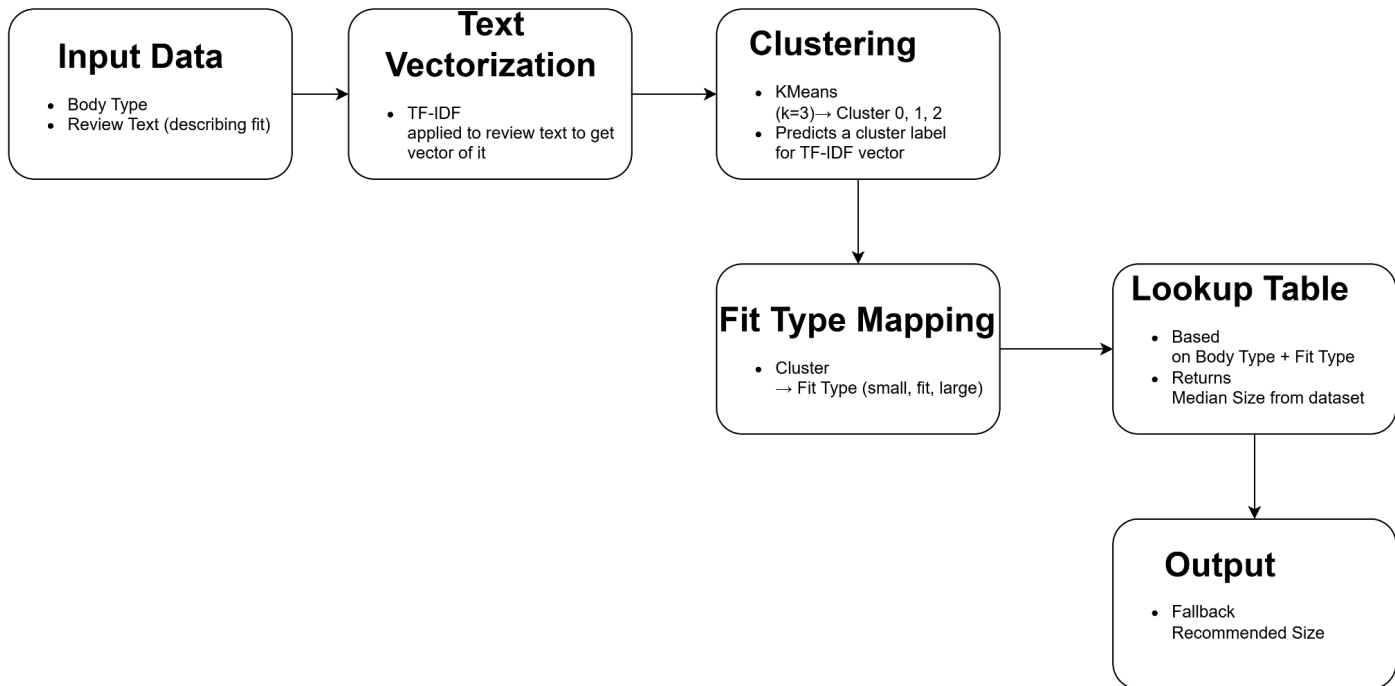 Input Data
• Body Type
• Review Text (describing fit)
Text
Vectorization
• TF-IDF
applied to review text to get
vector of it
Clustering
• KMeans
(k=3)→ Cluster 0, 1, 2
• Predicts a cluster label
for TF-IDF vector
Fit Type Mapping
• Cluster
→ Fit Type (small, fit, large)
Lookup Table
• Based
on Body Type + Fit Type
• Returns
Median Size from dataset
Output
• Fallback
Recommended Size